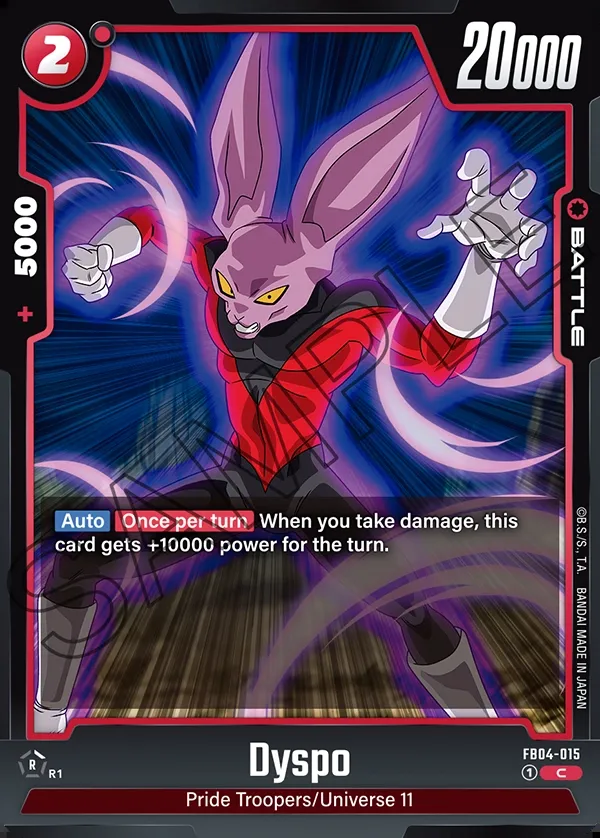 2
20000
+ 5000
BATTLE
SAMPLE
Auto Once per turn When you take damage, this
card gets +10000 power for the turn.
©B.S./S., T.A. BANDAI MADE IN JAPAN
Dyspo
FB04-015
R R1
1 C
Pride Troopers/Universe 11